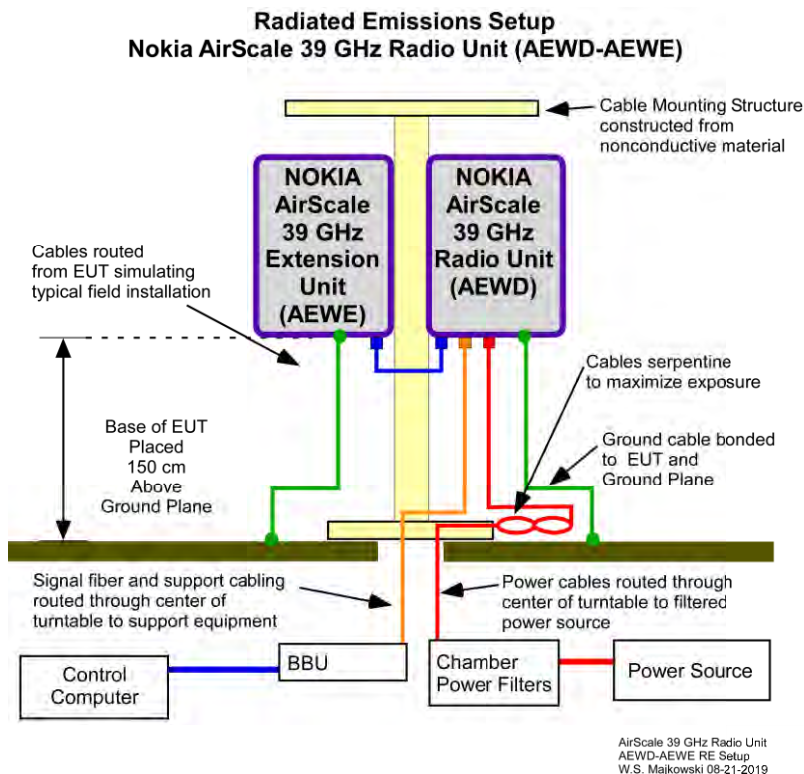 Radiated Emissions Setup
Nokia AirScale 39 GHz Radio Unit (AEWD-AEWE)
Cable Mounting Structure
constructed from
nonconductive material
NOKIA
AirScale
39 GHz
Extension
Unit
(AEWE)
NOKIA
AirScale
39 GHz
Radio Unit
(AEWD)
Cables routed
from EUT simulating
typical field installation
Cables serpentine
to maximize exposure
Base of EUT
Placed
150 cm
Above
Ground Plane
Ground cable bonded
to EUT and
Ground Plane
Signal fiber and support cabling
routed through center of
turntable to support equipment
Power cables routed through
center of turntable to filtered
power source
Control
Computer
BBU
Chamber
Power Filters
Power Source
AirScale 39 GHz Radio Unit
AEWD-AEWE RE Setup
W.S. Majkowski 08-21-2019